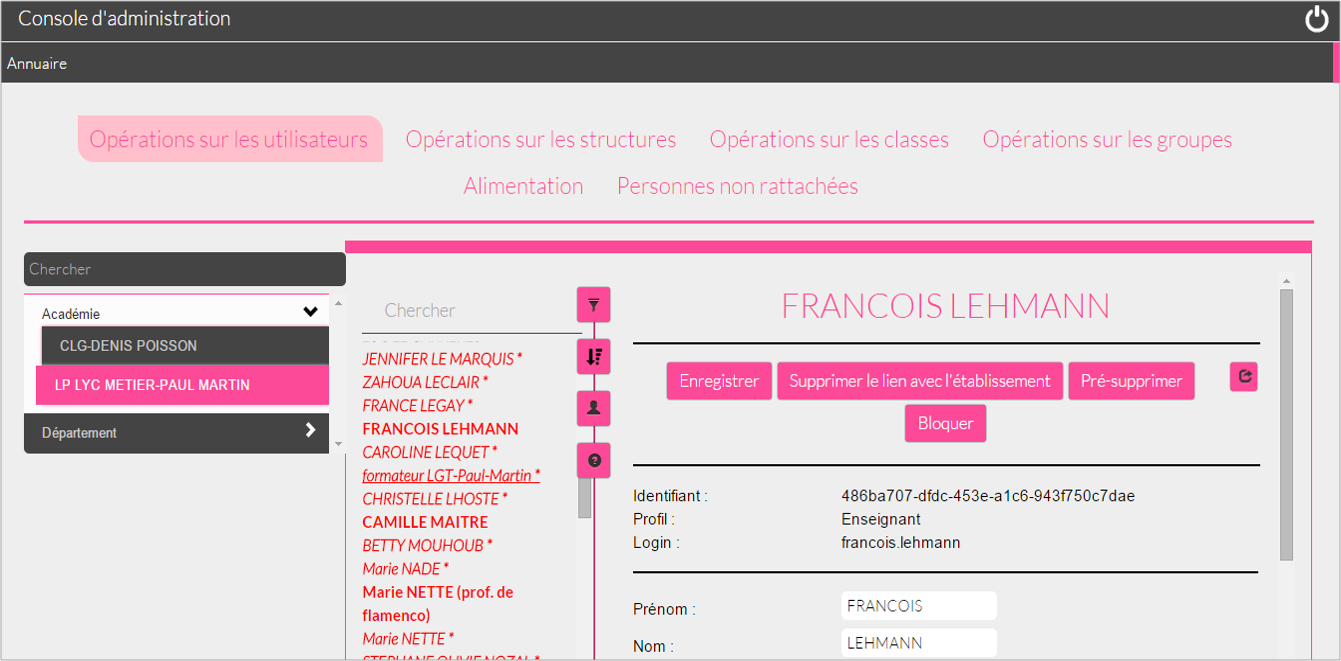 Console d'administration
Annuaire
Opérations sur les utilisateurs
Opérations sur les structures
Opérations sur les classes
Opérations sur les groupes
Alimentation
Personnes non rattachées
Chercher
Académie
CLG-DENIS POISSON
LP LYC METIER-PAUL MARTIN
Département
Chercher
JENNIFER LE MARQUIS *
ZAHOUA LECLAIR *
FRANCE LEGAY *
FRANCOIS LEHMANN
CAROLINE LEQUET *
formateur LGT-Paul-Martin *
CHRISTELLE LHOSTE *
CAMILLE MAITRE
BETTY MOUHOUB *
Marie NADE *
Marie NETTE (prof. de
flamenco)
Marie NETTE *
FRANCOIS LEHMANN
Enregistrer
Supprimer le lien avec l'établissement
Pré-supprimer
Bloquer
Identifiant : 486ba707-dfdc-453e-a1c6-943f750c7dae
Profil : Enseignant
Login : francois.lehmann
Prénom : FRANCOIS
Nom : LEHMANN